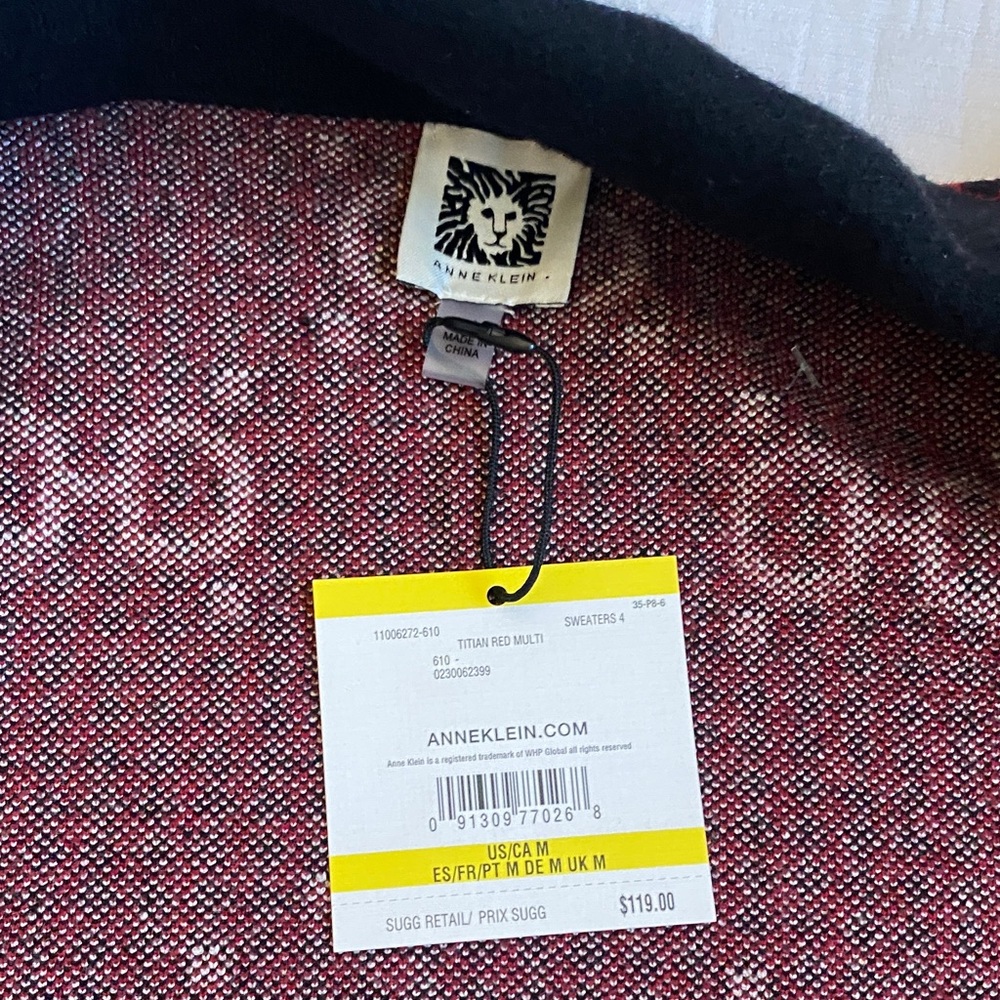 ANNE KLEIN
MADE IN
CHINA
35-P8-6
11006272-610
SWEATERS 4
TITIAN RED MULTI
610 -
0230062399
ANNEKLEIN.COM
Anne Klein is a registered trademark of WHP Global all rights reserved
0 91309 77026 8
US/CA M
ES/FR/PT M DE M UK M
SUGG RETAIL/ PRIX SUGG $119.00